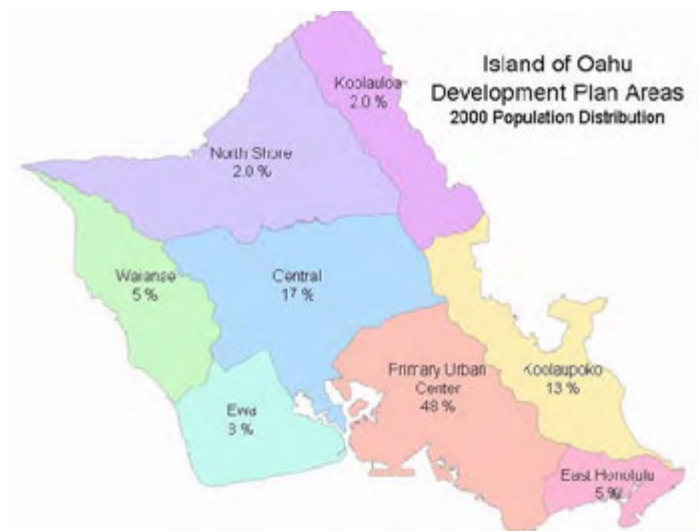 Island of Oahu
Development Plan Areas
2000 Population Distribution
Koolauloa
2.0 %
North Shore
2.0 %
Waianae
5 %
Central
17 %
Primary Urban
Center
48 %
Koolaupoko
13 %
Ewa
East Honolulu
5 %